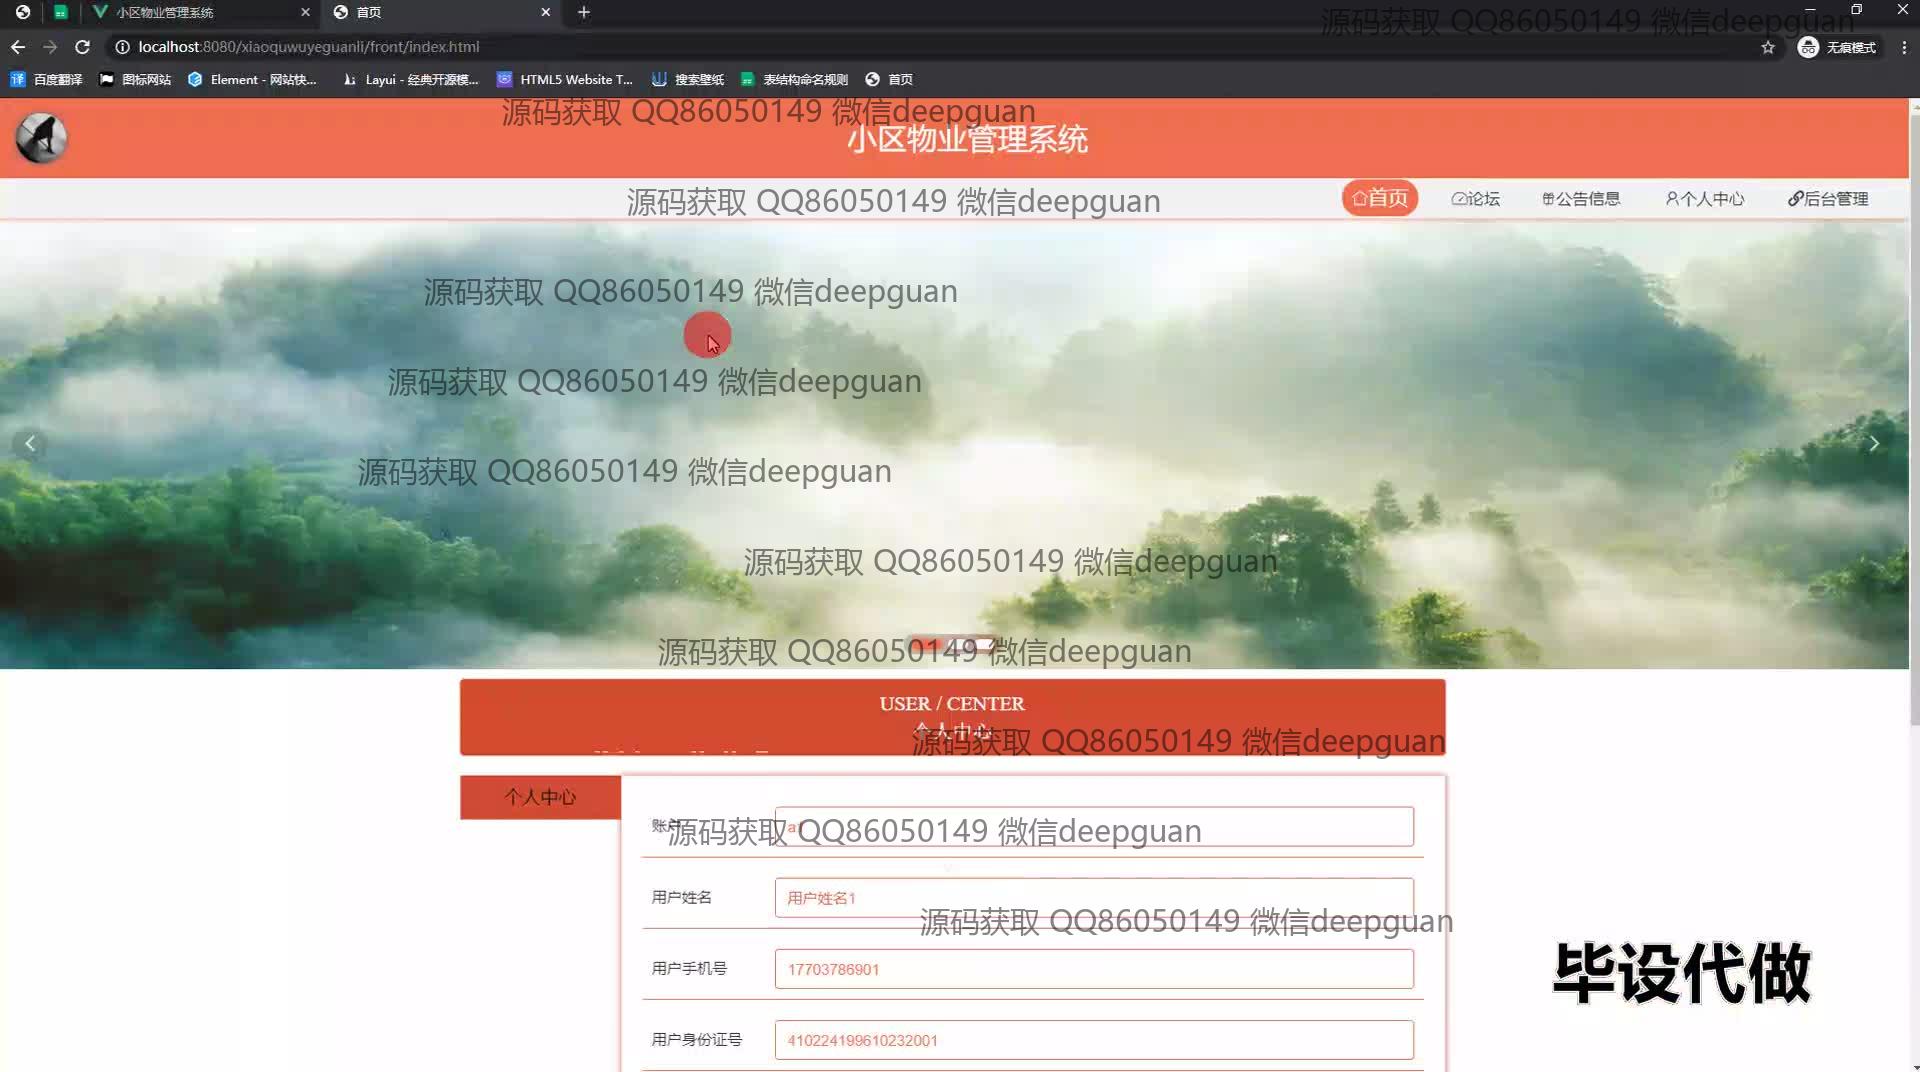 小区物业管理系统
首页
源码获取 QQ86050149 微信deepguan
localhost:8080/xiaoquwuyeguanli/front/index.html
无痕模式
百度翻译
图标网站
Element - 网站快...
Layui - 经典开源模...
HTML5 Website T...
搜索壁纸
表结构命名规则
首页
源码获取 QQ86050149 微信deepguan
小区物业管理系统
源码获取 QQ86050149 微信deepguan
首页
论坛
公告信息
个人中心
后台管理
源码获取 QQ86050149 微信deepguan
源码获取 QQ86050149 微信deepguan
源码获取 QQ86050149 微信deepguan
源码获取 QQ86050149 微信deepguan
源码获取 QQ86050149 微信deepguan
USER / CENTER
个人中心
源码获取 QQ86050149 微信deepguan
个人中心
账户
源码获取 QQ86050149 微信deepguan
用户姓名
用户姓名1
源码获取 QQ86050149 微信deepguan
用户手机号
17703786901
毕设代做
用户身份证号
410224199610232001